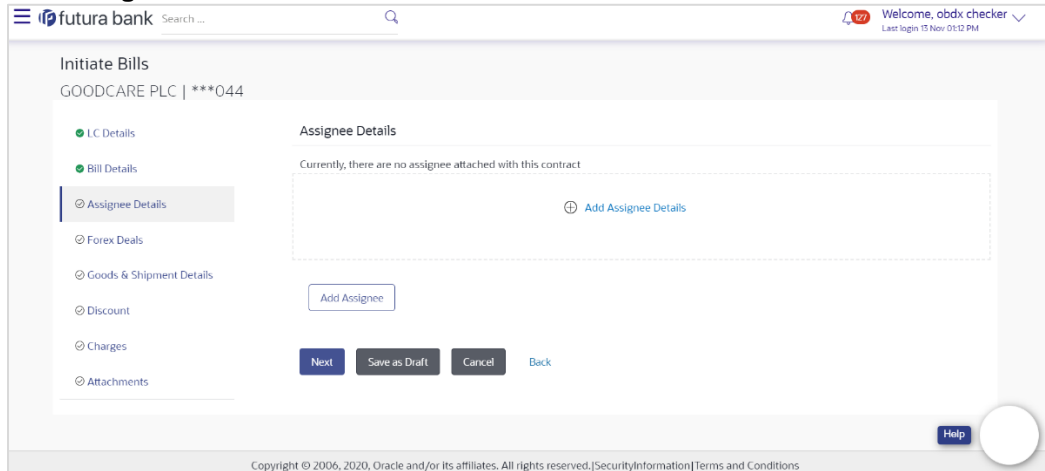 futura bank
Search ...
127
Welcome, obdx checker
Last login 13 Nov 01:12 PM
Initiate Bills
GOODCARE PLC | ***044
LC Details
Bill Details
Assignee Details
Forex Deals
Goods & Shipment Details
Discount
Charges
Attachments
Assignee Details
Currently, there are no assignee attached with this contract
Add Assignee Details
Add Assignee
Next Save as Draft Cancel Back
Help
Copyright © 2006, 2020, Oracle and/or its affiliates. All rights reserved.|SecurityInformation|Terms and Conditions